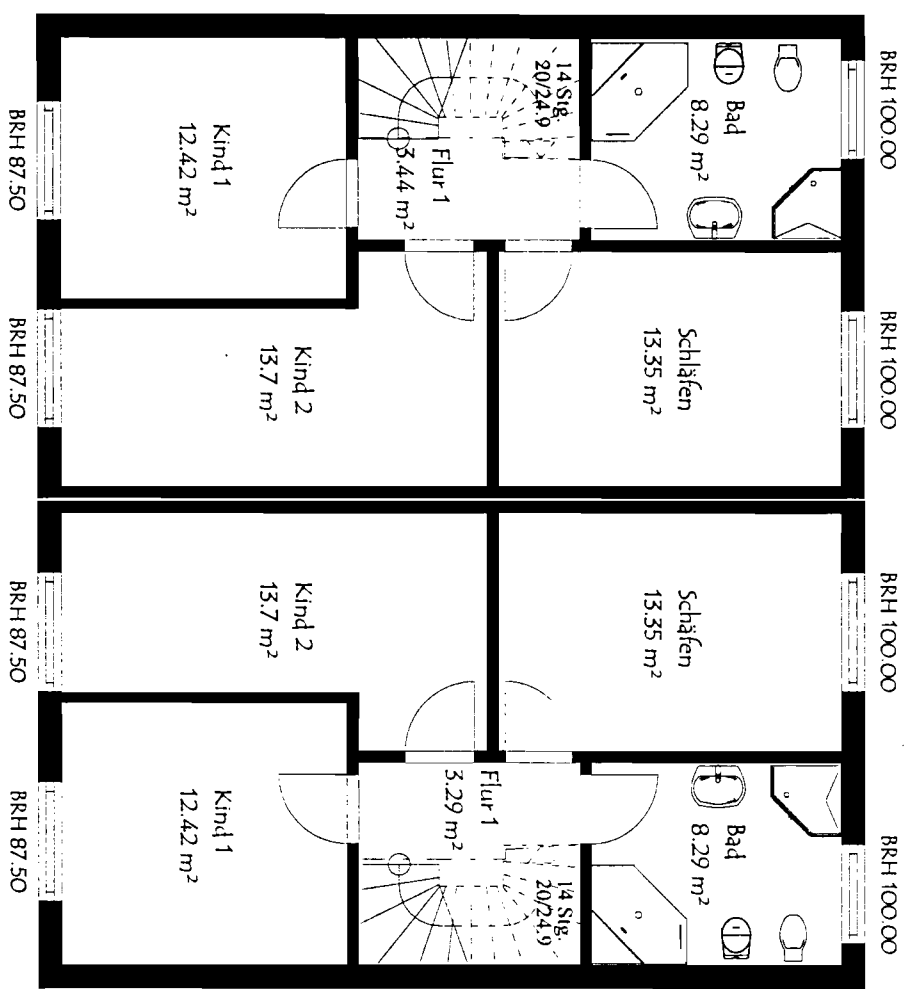 BRH 100.00
BRH 100.00
BRH 100.00
BRH 100.00
Bad
8.29 m²
Schläfen
13.35 m²
Schäfen
13.35 m²
Bad
8.29 m²
14 Stg.
20/24.9
Flur 1
3.44 m²
Flur 1
3.29 m²
14 Stg.
20/24.9
Kind 1
12.42 m²
Kind 2
13.7 m²
Kind 2
13.7 m²
Kind 1
12.42 m²
BRH 87.50
BRH 87.50
BRH 87.50
BRH 87.50